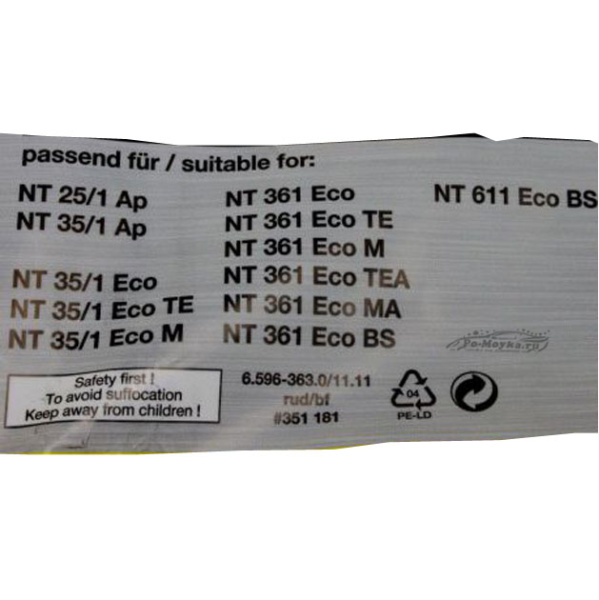 passend für / suitable for:
NT 25/1 Ap
NT 35/1 Ap
NT 35/1 Eco
NT 35/1 Eco TE
NT 35/1 Eco M
NT 361 Eco
NT 361 Eco TE
NT 361 Eco M
NT 361 Eco TEA
NT 361 Eco MA
NT 361 Eco BS
NT 611 Eco BS
Po-Moyka.ru
Safety first !
To avoid suffocation
Keep away from children !
6.596-363.0/11.11
rud/bf
#351 181
04
PE-LD